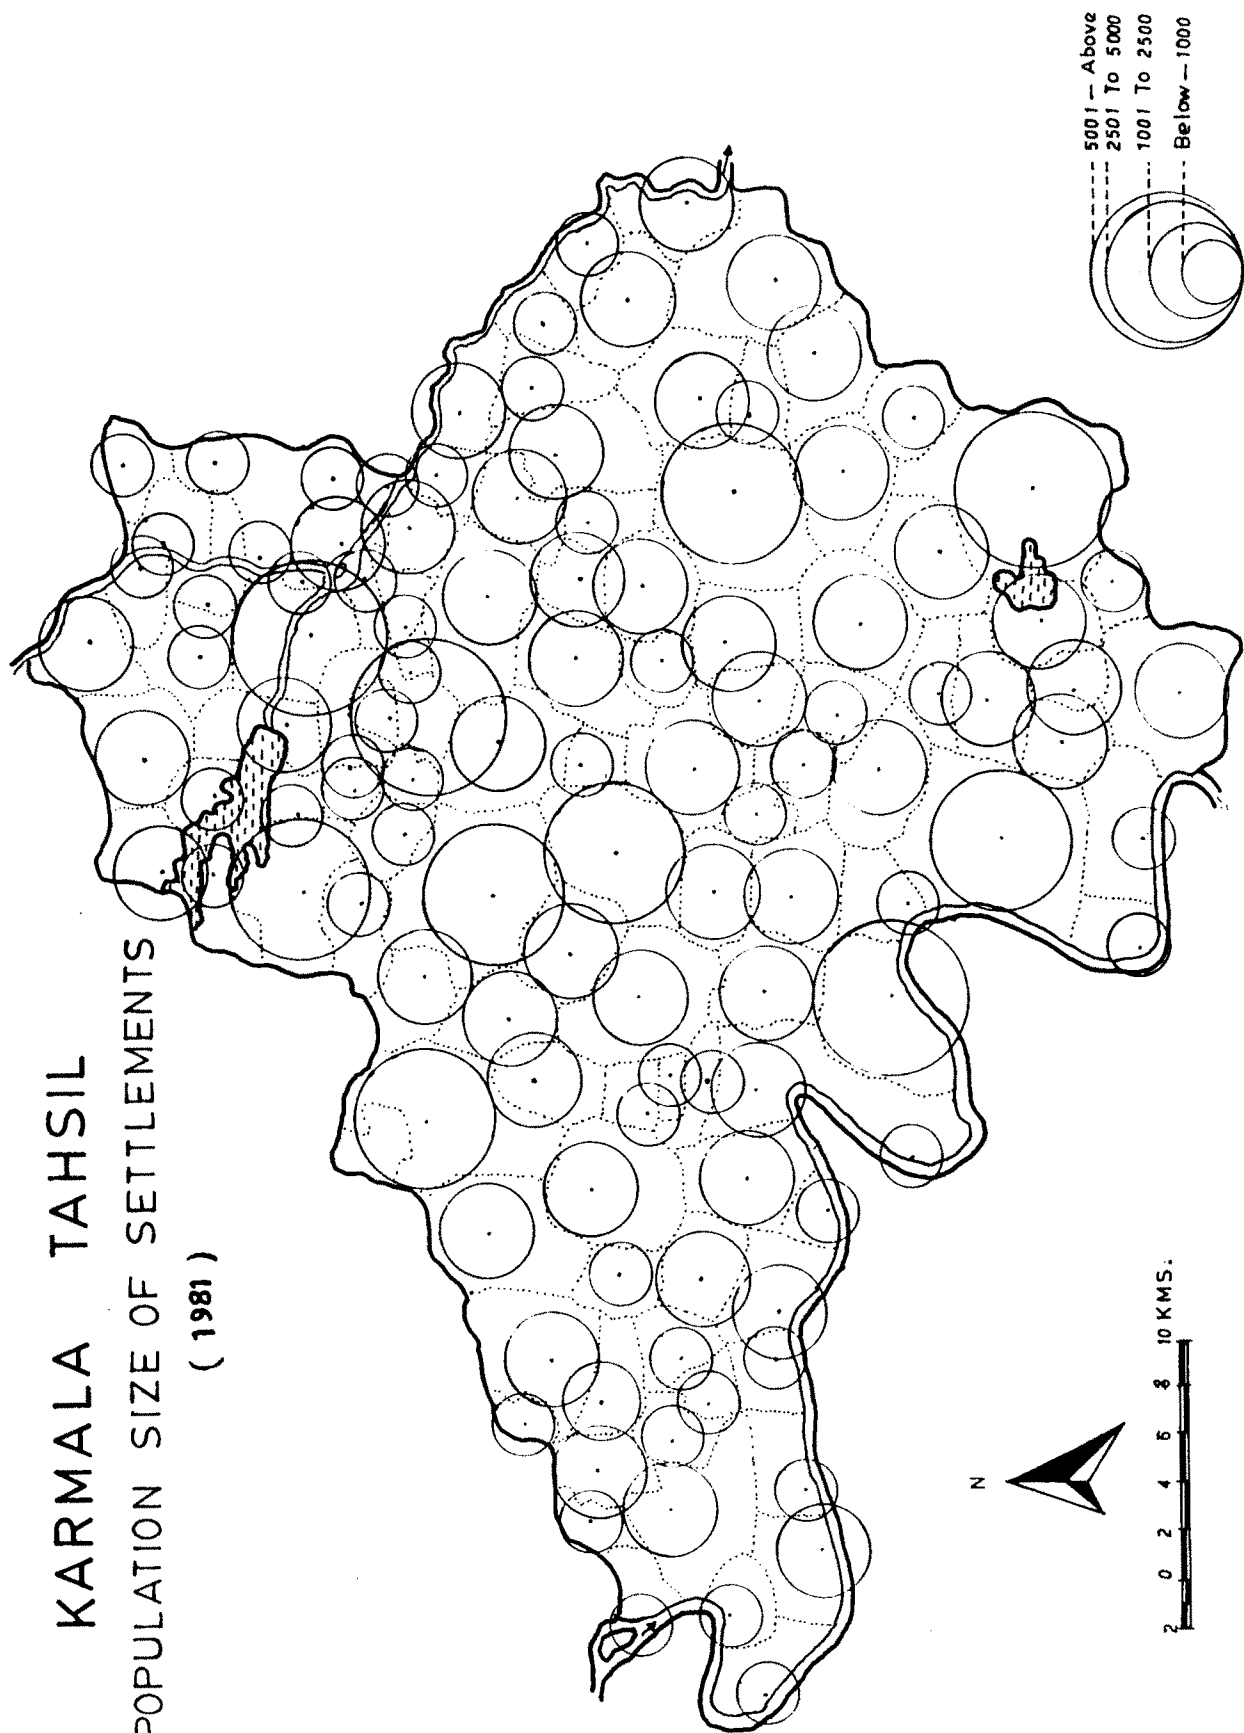 KARMALA TAHSIL
POPULATION SIZE OF SETTLEMENTS
(1981)
5001 – Above
2501 To 5000
1001 To 2500
Below – 1000
N
2 0 2 4 6 8 10 KMS.